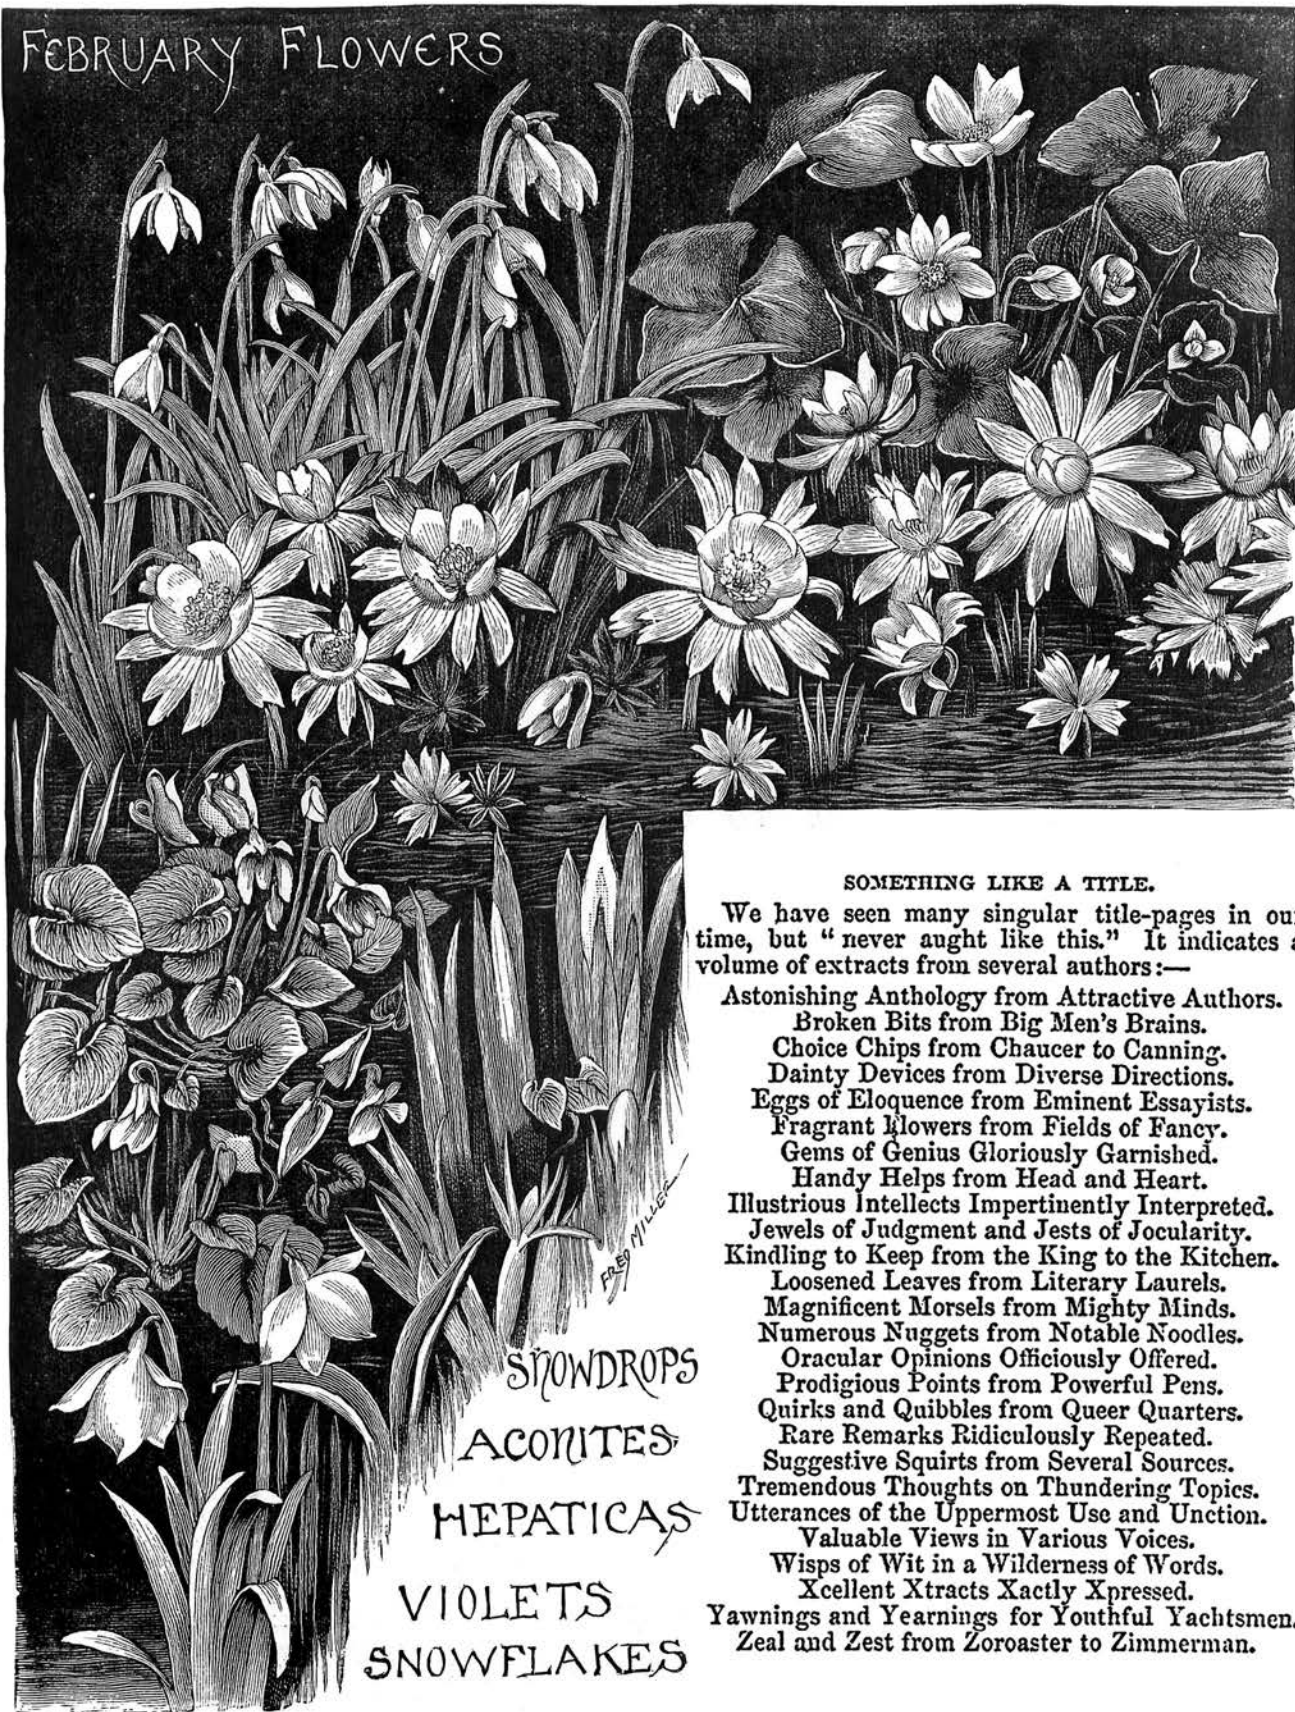 FEBRUARY FLOWERS
SOMETHING LIKE A TITLE.
We have seen many singular title-pages in our
time, but “never aught like this.” It indicates a
volume of extracts from several authors:—
Astonishing Anthology from Attractive Authors.
Broken Bits from Big Men's Brains.
Choice Chips from Chaucer to Canning.
Dainty Devices from Diverse Directions.
Eggs of Eloquence from Eminent Essayists.
Fragrant Flowers from Fields of Fancy.
Gems of Genius Gloriously Garnished.
Handy Helps from Head and Heart.
Illustrious Intellects Impertinently Interpreted.
Jewels of Judgment and Jests of Jocularity.
Kindling to Keep from the King to the Kitchen.
Loosened Leaves from Literary Laurels.
Magnificent Morsels from Mighty Minds.
Numerous Nuggets from Notable Noodles.
Oracular Opinions Officiously Offered.
Prodigious Points from Powerful Pens.
Quirks and Quibbles from Queer Quarters.
Rare Remarks Ridiculously Repeated.
Suggestive Squirts from Several Sources.
Tremendous Thoughts on Thundering Topics.
Utterances of the Uppermost Use and Unction.
Valuable Views in Various Voices.
Wisps of Wit in a Wilderness of Words.
Xcellent Xtracts Xactly Xpressed.
Yawnings and Yearnings for Youthful Yachtsmen.
Zeal and Zest from Zoroaster to Zimmerman.
FRED MILLER
SNOWDROPS
ACONITES
HEPATICAS
VIOLETS
SNOWFLAKES